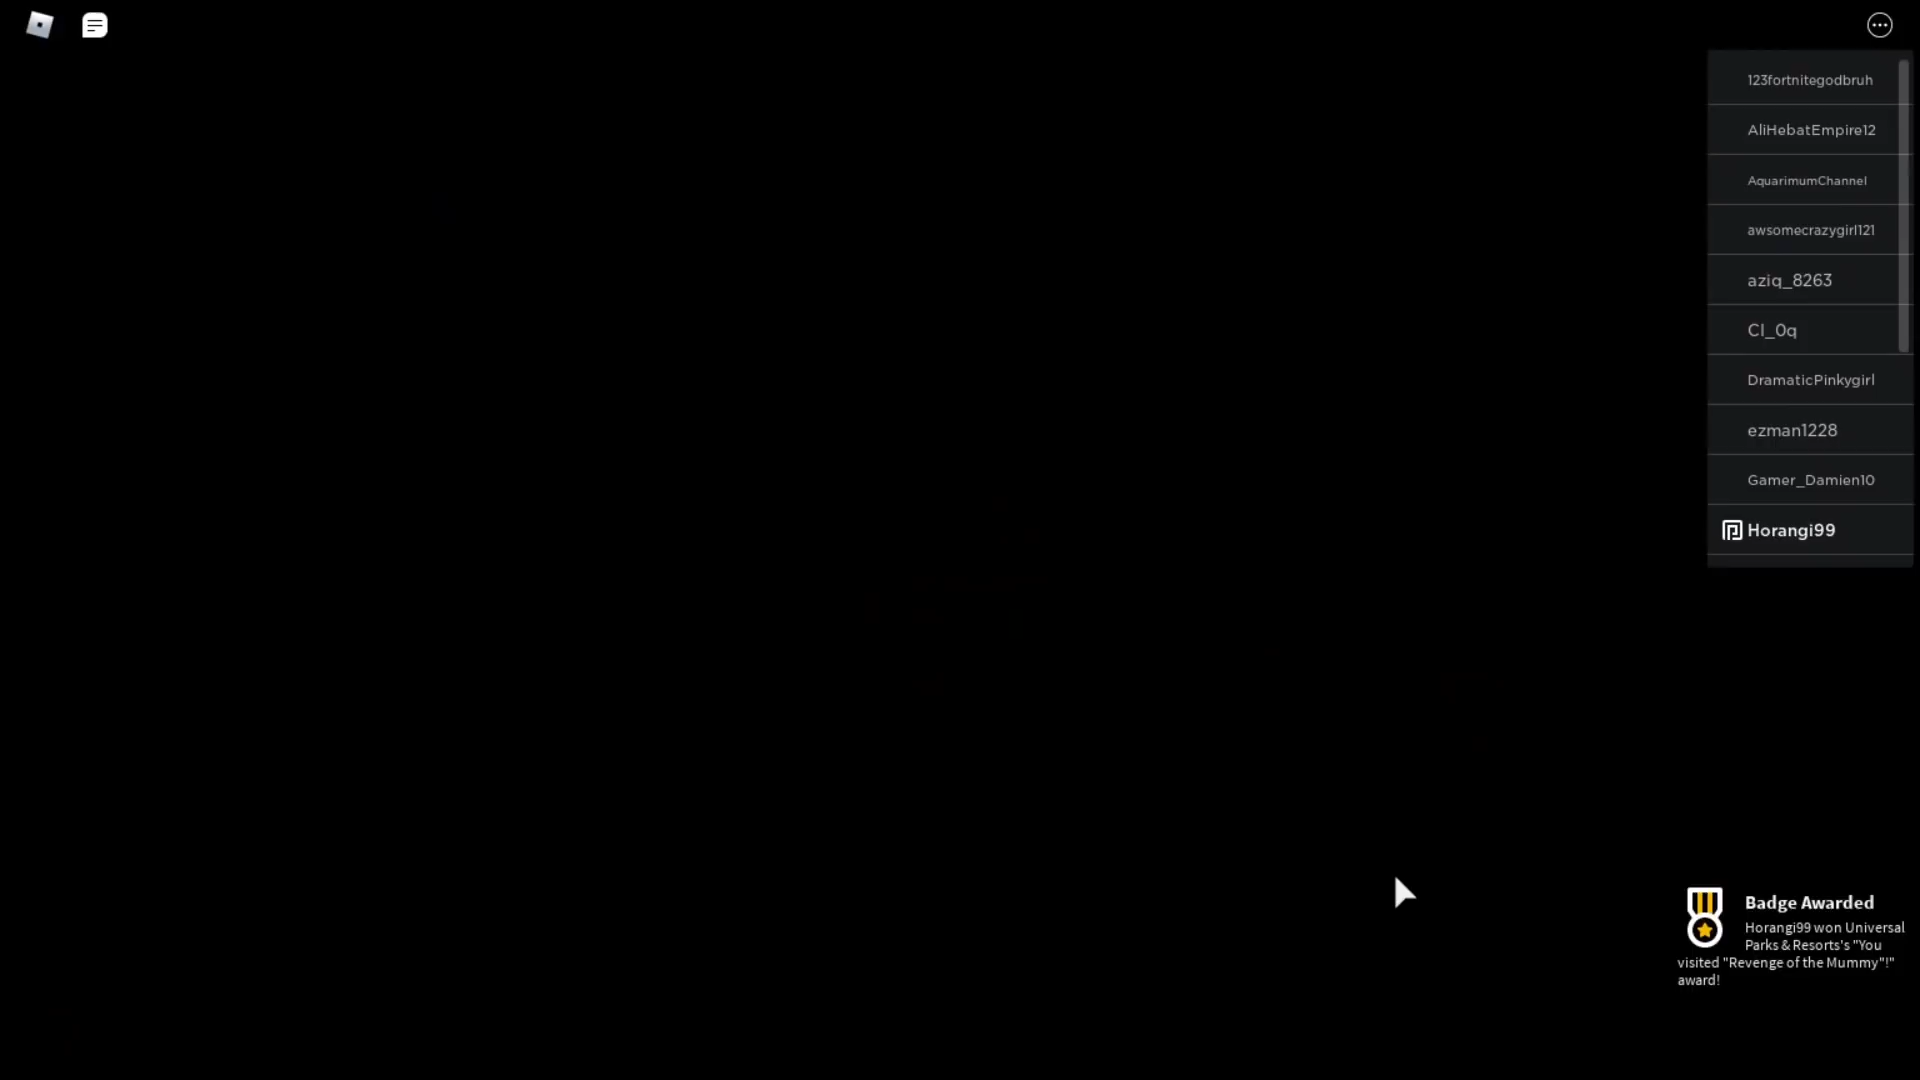 123fortnitegodbruh
AliHebatEmpire12
AquarimumChannel
awsomecrazygirl121
aziq_8263
Cl_0q
DramaticPinkygirl
ezman1228
Gamer_Damien10
Horangi99
Badge Awarded
Horangi99 won Universal
Parks & Resorts's "You
visited "Revenge of the Mummy"!"
award!